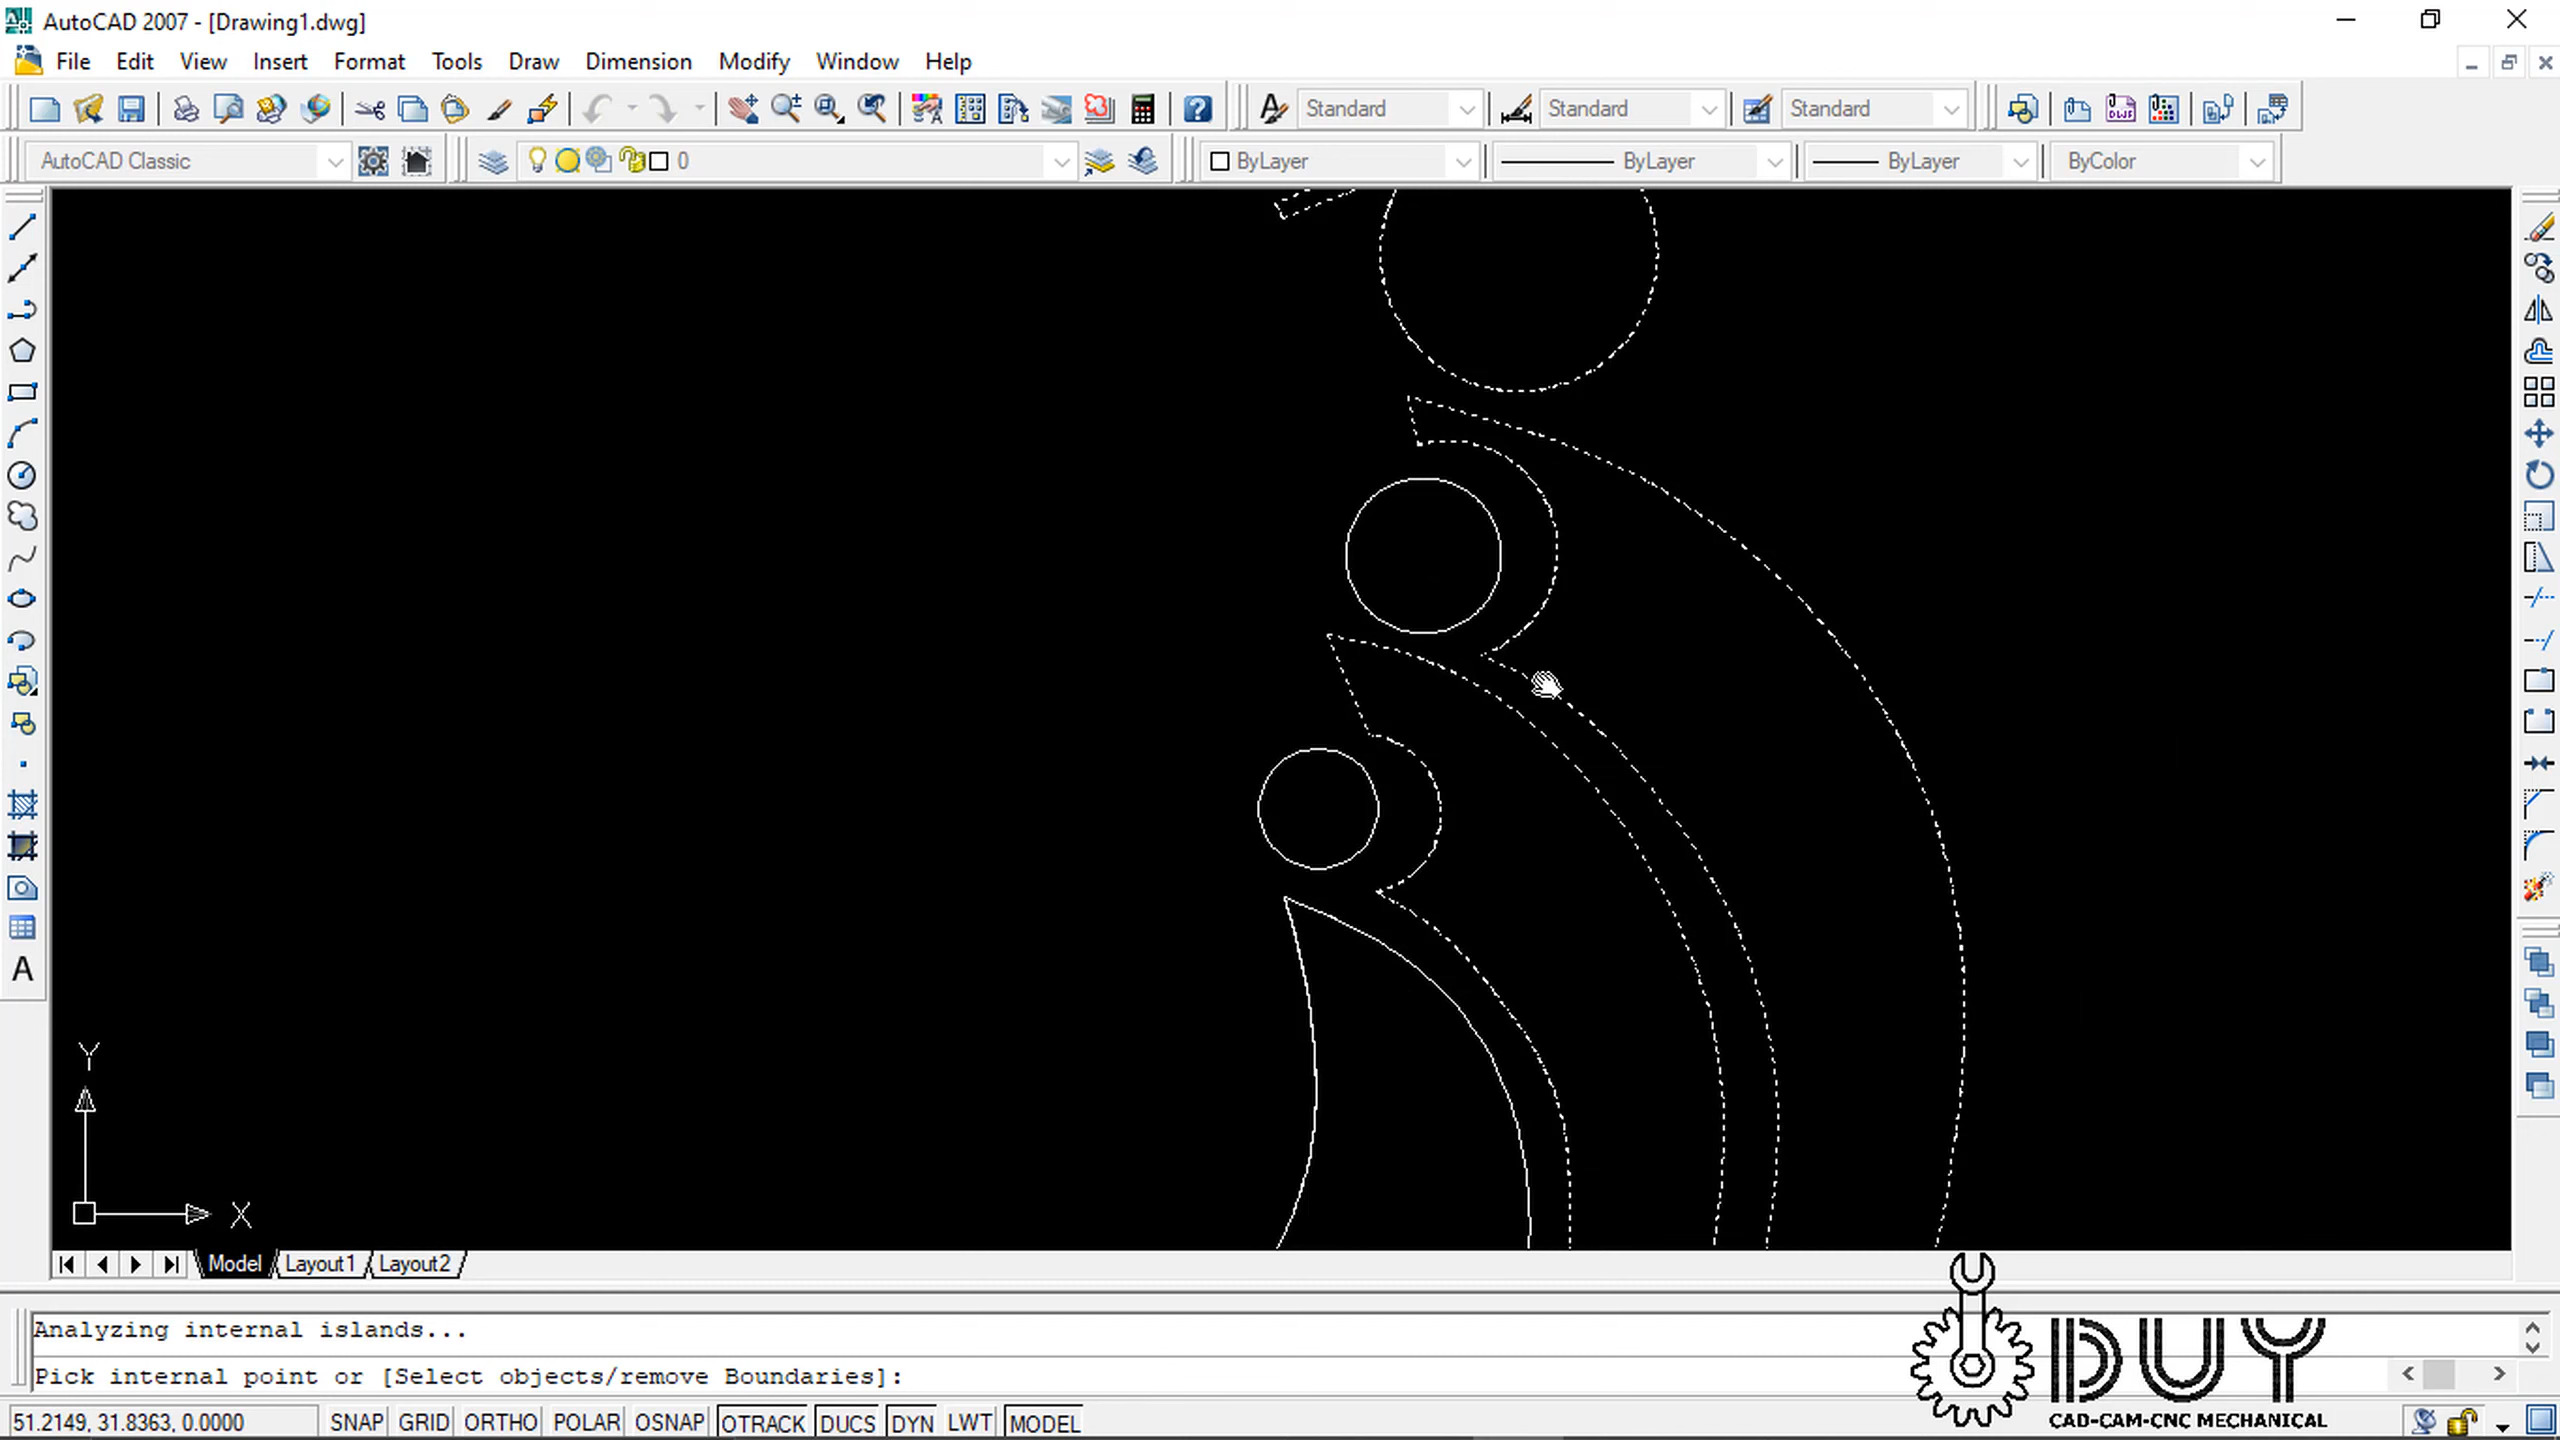 AutoCAD 2007 - [Drawing1.dwg]
File Edit View Insert Format Tools Draw Dimension Modify Window Help
Standard Standard Standard
AutoCAD Classic 0 ByLayer ByLayer ByLayer ByColor
A
Y
X
Model Layout1 Layout2
Analyzing internal islands...
Pick internal point or [Select objects/remove Boundaries]:
DUY
CAD-CAM-CNC MECHANICAL
51.2149, 31.8363, 0.0000 SNAP GRID ORTHO POLAR OSNAP OTRACK DUCS DYN LWT MODEL